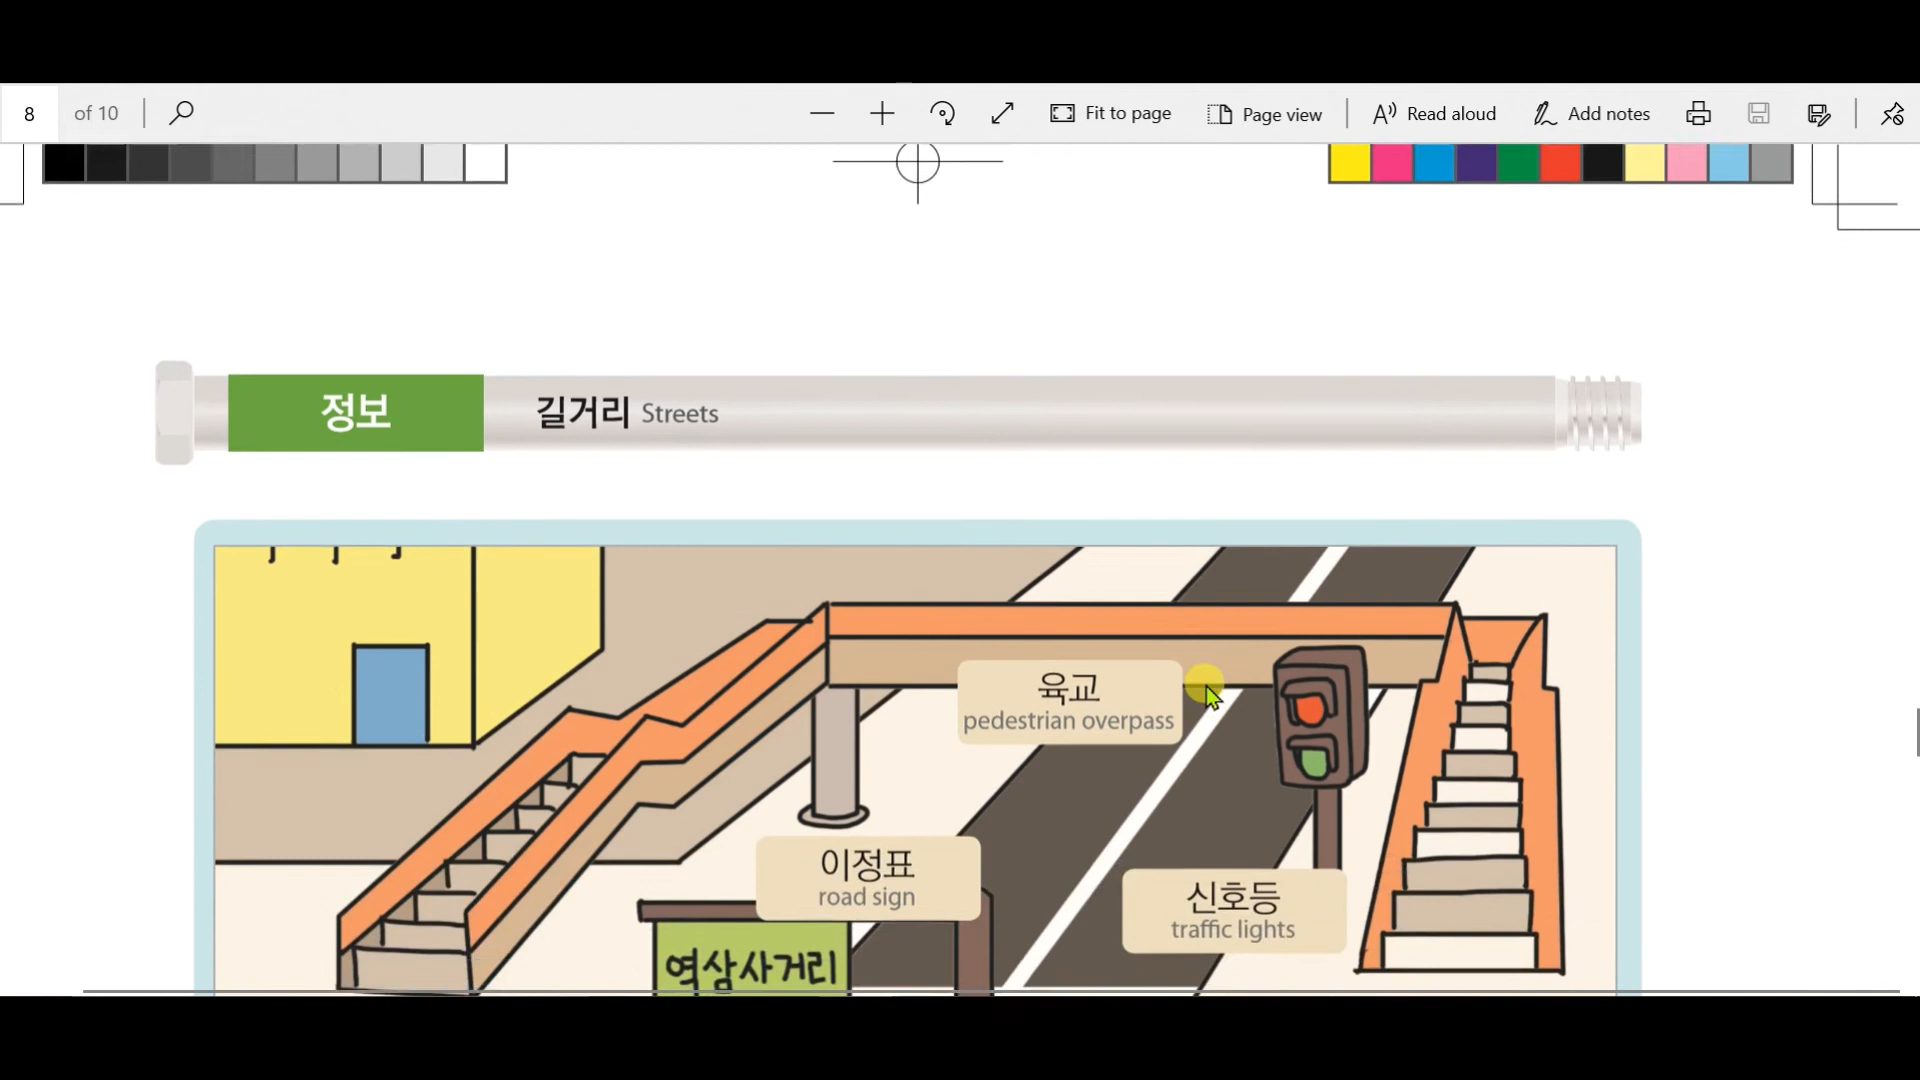 8 of 10 Fit to page Page view Read aloud Add notes
정보 길거리 Streets
육교
pedestrian overpass
이정표
road sign
신호등
traffic lights
역삼사거리